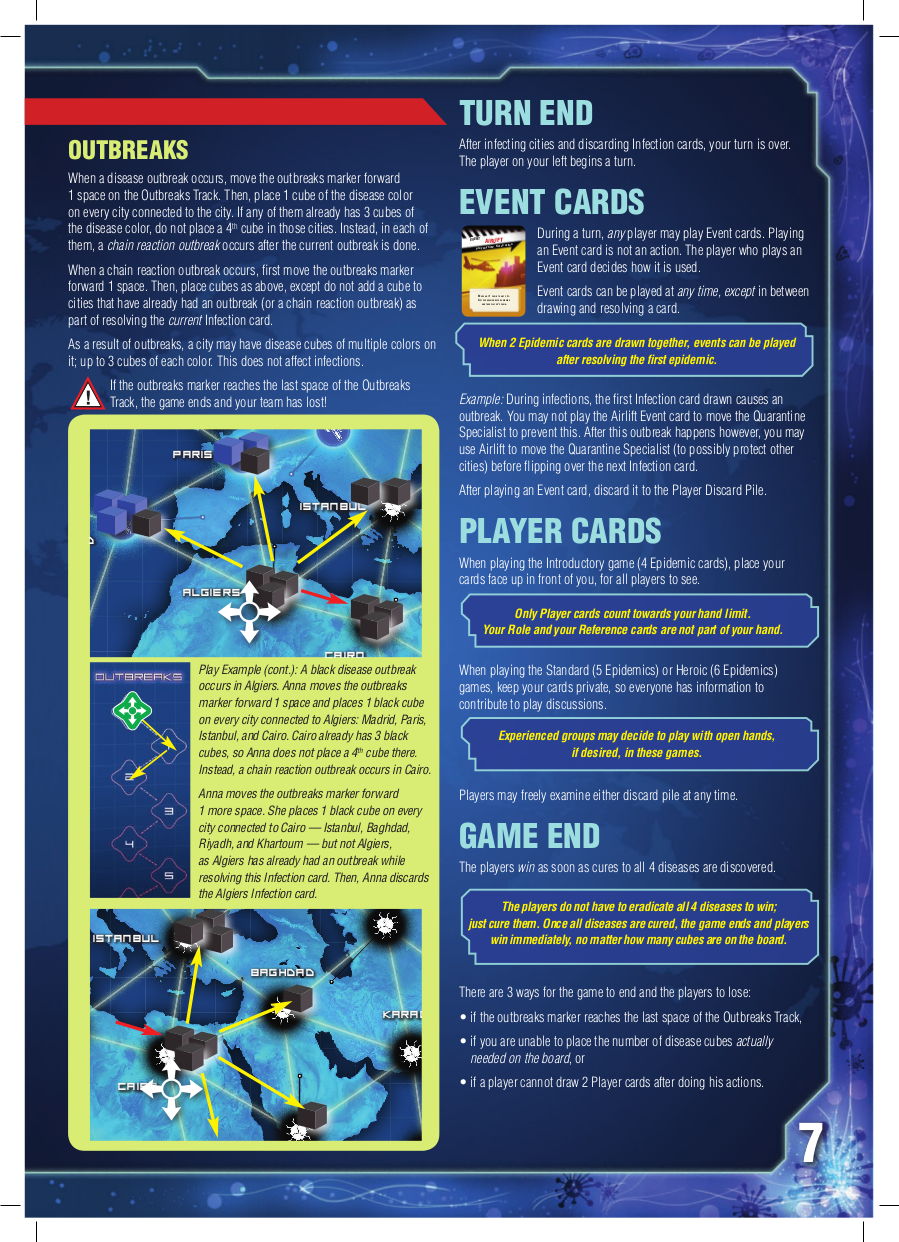 OUTBREAKS
When a disease outbreak occurs, move the outbreaks marker forward
1 space on the Outbreaks Track. Then, place 1 cube of the disease color
on every city connected to the city. If any of them already has 3 cubes of
the disease color, do not place a 4th cube in those cities. Instead, in each of
them, a chain reaction outbreak occurs after the current outbreak is done.
When a chain reaction outbreak occurs, first move the outbreaks marker
forward 1 space. Then, place cubes as above, except do not add a cube to
cities that have already had an outbreak (or a chain reaction outbreak) as
part of resolving the current Infection card.
As a result of outbreaks, a city may have disease cubes of multiple colors on
it; up to 3 cubes of each color. This does not affect infections.
If the outbreaks marker reaches the last space of the Outbreaks
Track, the game ends and your team has lost!
PARIS
ISTANBUL
ALGIERS
CAIRO
OUTBREAKS
2
3
4
5
Play Example (cont.): A black disease outbreak
occurs in Algiers. Anna moves the outbreaks
marker forward 1 space and places 1 black cube
on every city connected to Algiers: Madrid, Paris,
Istanbul, and Cairo. Cairo already has 3 black
cubes, so Anna does not place a 4th cube there.
Instead, a chain reaction outbreak occurs in Cairo.
Anna moves the outbreaks marker forward
1 more space. She places 1 black cube on every
city connected to Cairo — Istanbul, Baghdad,
Riyadh, and Khartoum — but not Algiers,
as Algiers has already had an outbreak while
resolving this Infection card. Then, Anna discards
the Algiers Infection card.
ISTANBUL
BAGHDAD
KARAC
CAI
TURN END
After infecting cities and discarding Infection cards, your turn is over.
The player on your left begins a turn.
EVENT CARDS
AIRLIFT
During a turn, any player may play Event cards. Playing
an Event card is not an action. The player who plays an
Event card decides how it is used.
Event cards can be played at any time, except in between
drawing and resolving a card.
When 2 Epidemic cards are drawn together, events can be played
after resolving the first epidemic.
Example: During infections, the first Infection card drawn causes an
outbreak. You may not play the Airlift Event card to move the Quarantine
Specialist to prevent this. After this outbreak happens however, you may
use Airlift to move the Quarantine Specialist (to possibly protect other
cities) before flipping over the next Infection card.
After playing an Event card, discard it to the Player Discard Pile.
PLAYER CARDS
When playing the Introductory game (4 Epidemic cards), place your
cards face up in front of you, for all players to see.
Only Player cards count towards your hand limit.
Your Role and your Reference cards are not part of your hand.
When playing the Standard (5 Epidemics) or Heroic (6 Epidemics)
games, keep your cards private, so everyone has information to
contribute to play discussions.
Experienced groups may decide to play with open hands,
if desired, in these games.
Players may freely examine either discard pile at any time.
GAME END
The players win as soon as cures to all 4 diseases are discovered.
The players do not have to eradicate all 4 diseases to win;
just cure them. Once all diseases are cured, the game ends and players
win immediately, no matter how many cubes are on the board.
There are 3 ways for the game to end and the players to lose:
• if the outbreaks marker reaches the last space of the Outbreaks Track,
• if you are unable to place the number of disease cubes actually
needed on the board, or
• if a player cannot draw 2 Player cards after doing his actions.
7